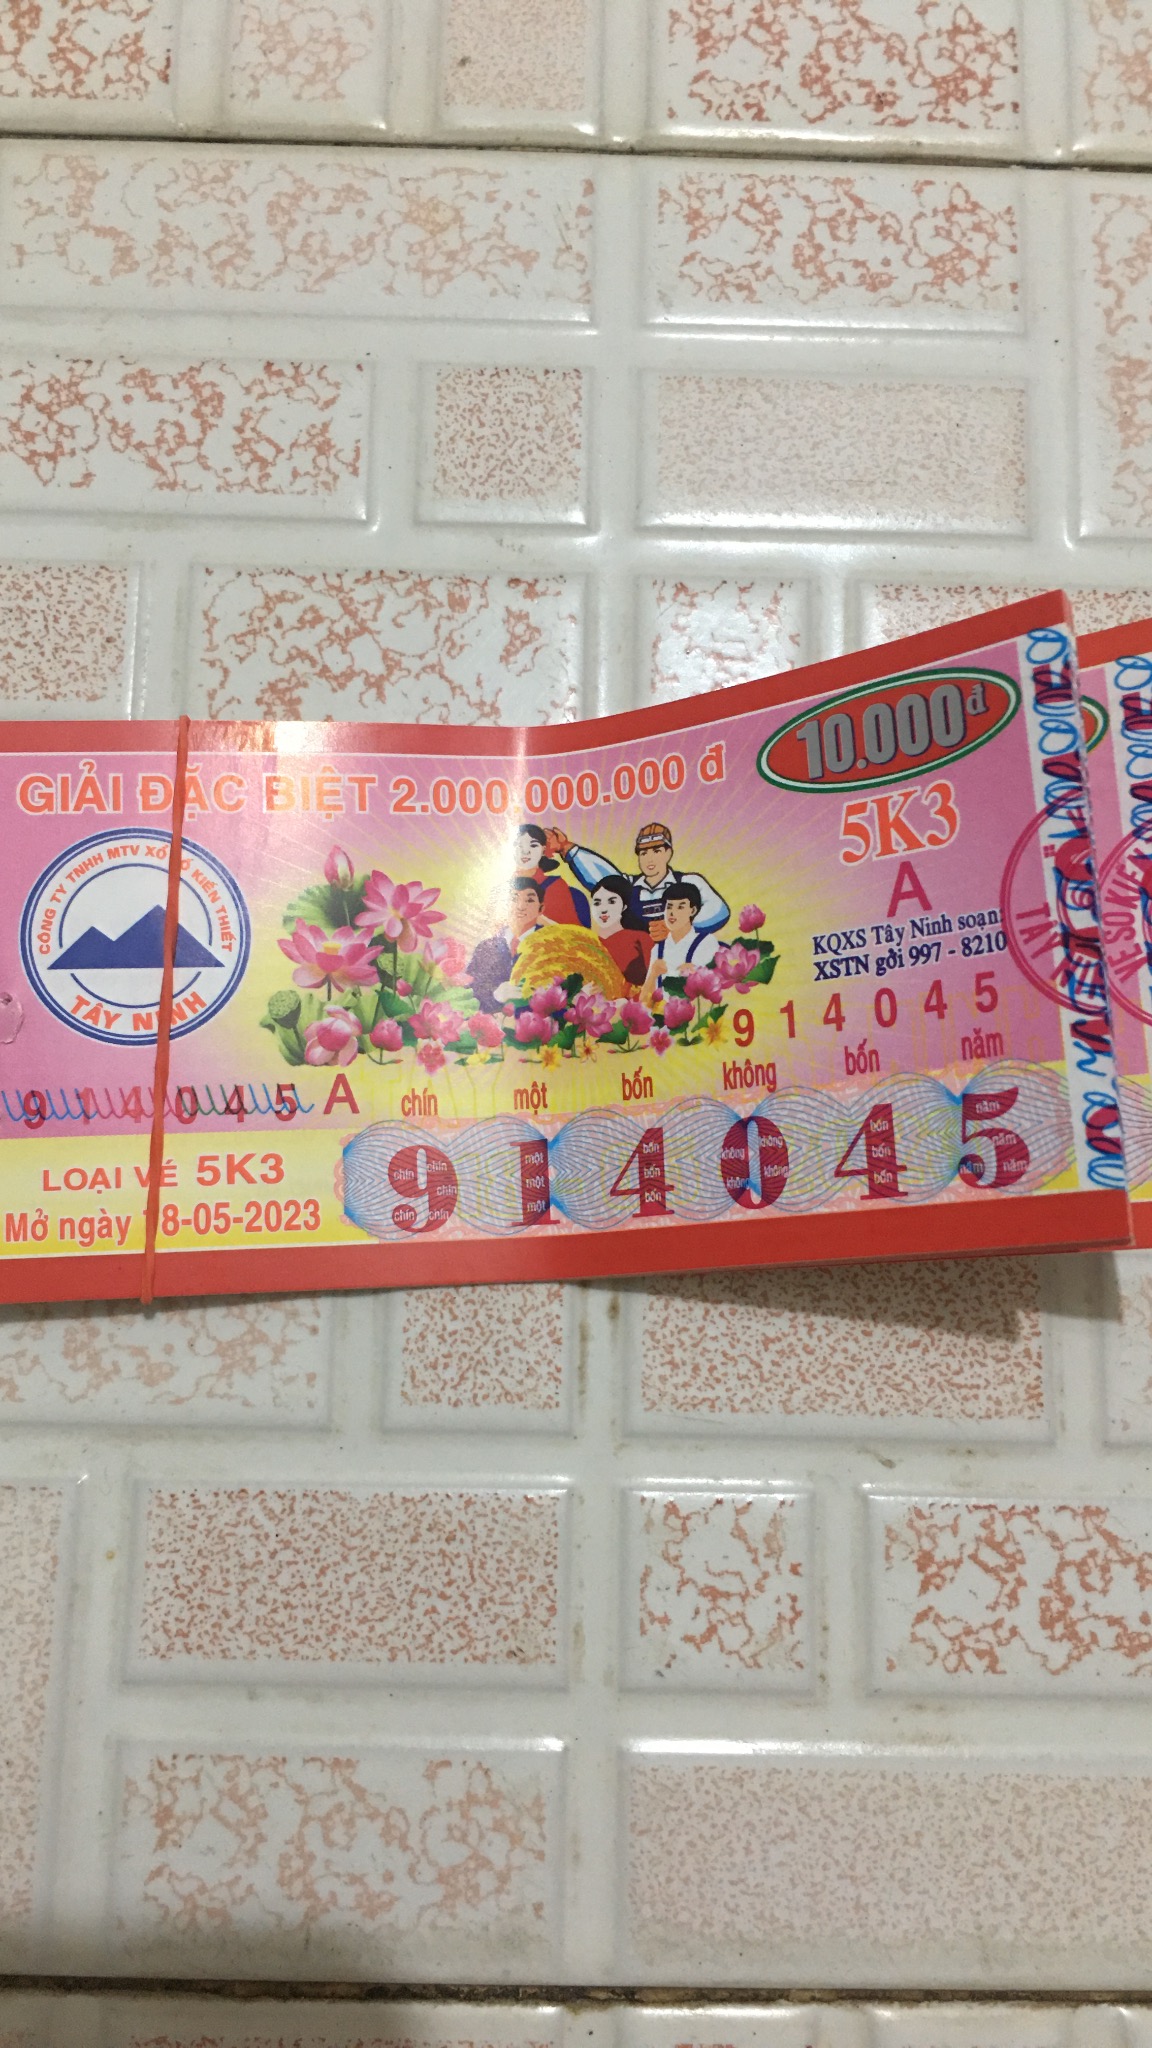 GIẢI ĐẶC BIỆT 2.000.000.000 đ
10.000đ
5K3
A
CÔNG TY TNHH MTV XỔ SỐ KIẾN THIẾT
TÂY NINH
KQXS Tây Ninh soạn:
XSTN gởi 997 - 8210
914045
914045 A
chín một bốn không bốn năm
914045
LOẠI VÉ 5K3
Mở ngày 18-05-2023